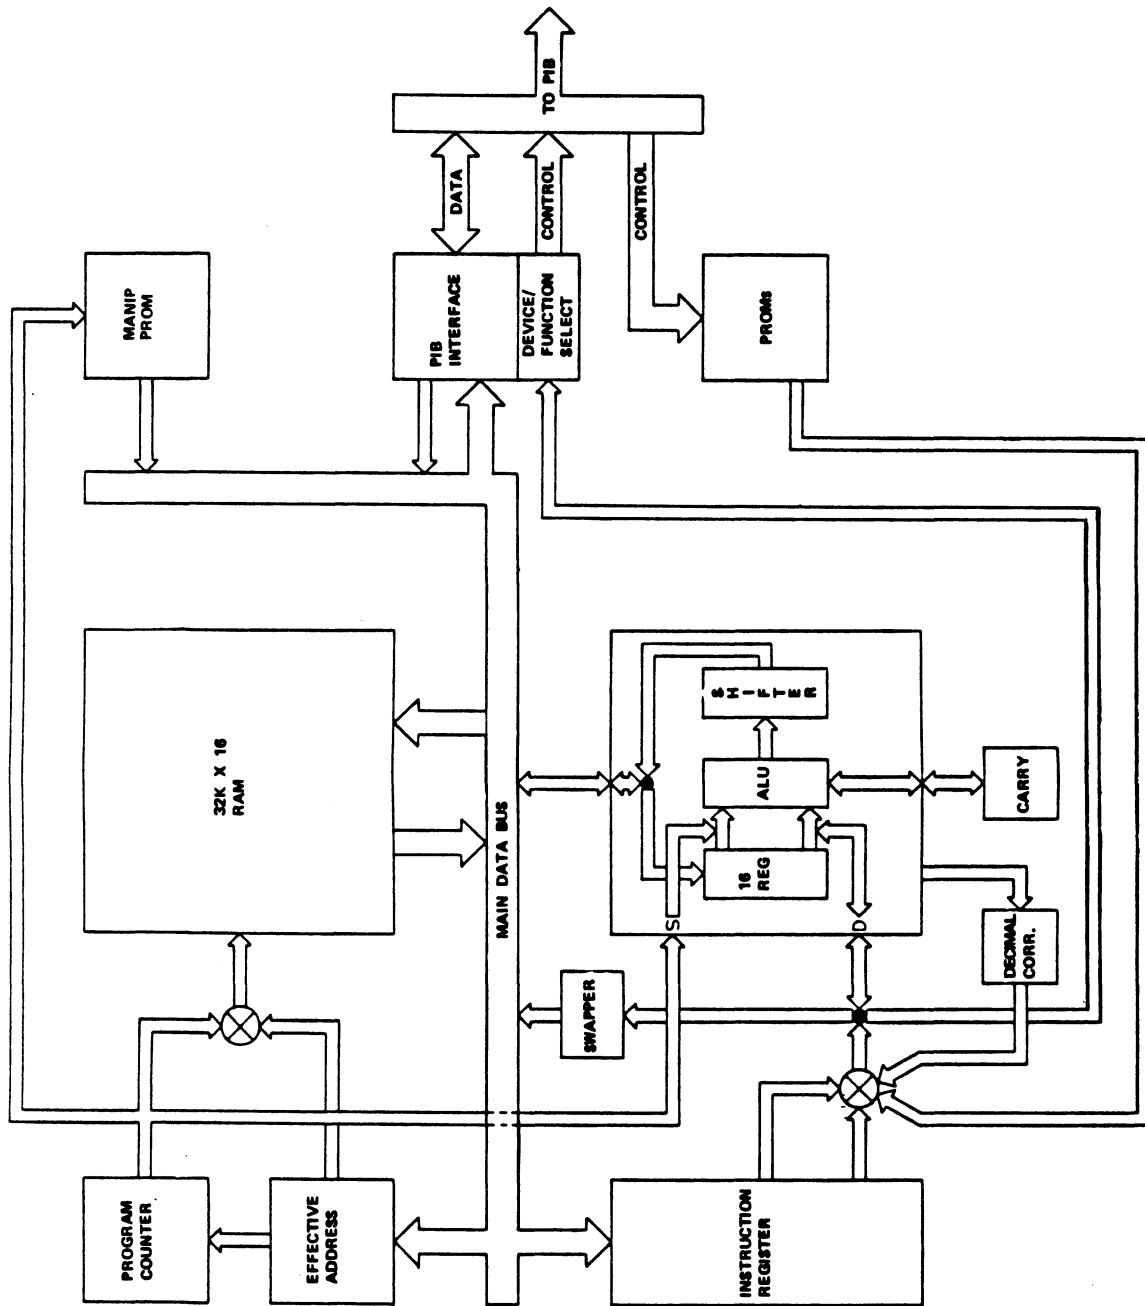 PROGRAM
COUNTER
EFFECTIVE
ADDRESS
32K X 16
RAM
MANIP
PROM
MAIN DATA BUS
PIB
INTERFACE
DEVICE/
FUNCTION
SELECT
DATA
CONTROL
TO PIB
CONTROL
PROMs
INSTRUCTION
REGISTER
SWAPPER
S
D
16
REG
ALU
SHIFTER
DECIMAL
CORR.
CARRY